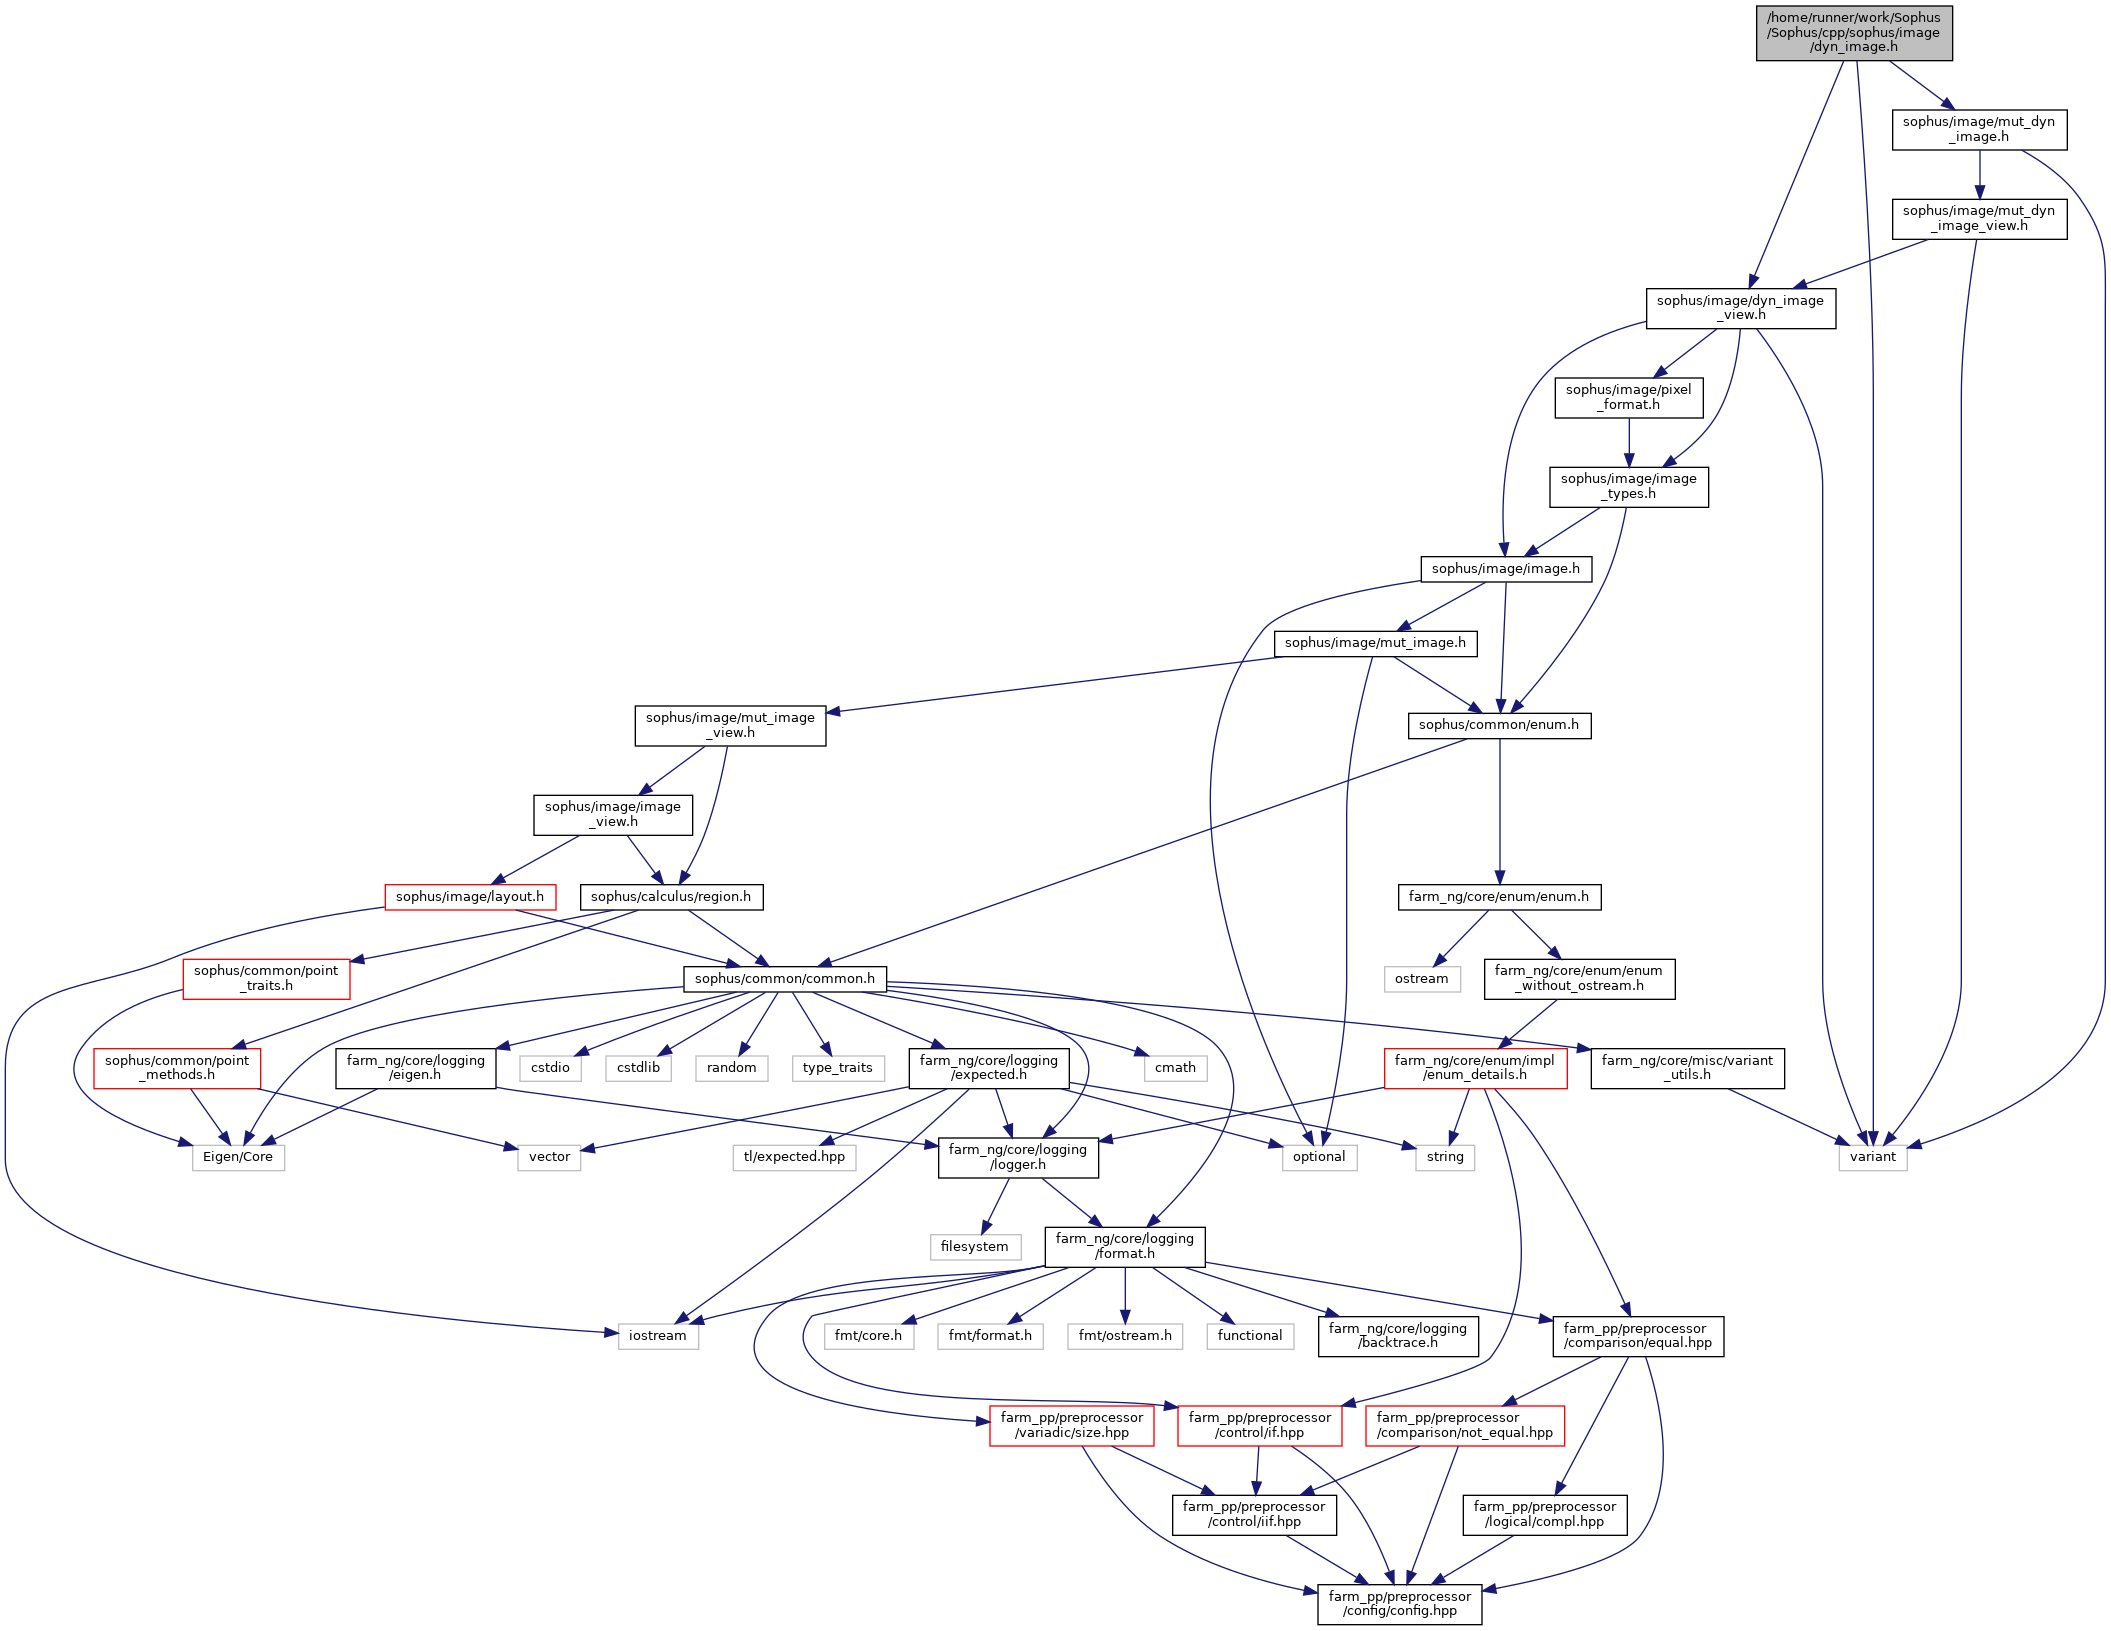 /home/runner/work/Sophus
/Sophus/cpp/sophus/image
/dyn_image.h
sophus/image/mut_dyn
_image.h
sophus/image/mut_dyn
_image_view.h
sophus/image/dyn_image
_view.h
sophus/image/pixel
_format.h
sophus/image/image
_types.h
sophus/image/image.h
sophus/image/mut_image.h
sophus/image/mut_image
_view.h
sophus/common/enum.h
sophus/image/image
_view.h
sophus/image/layout.h
sophus/calculus/region.h
farm_ng/core/enum/enum.h
sophus/common/point
_traits.h
sophus/common/common.h
ostream
farm_ng/core/enum/enum
_without_ostream.h
sophus/common/point
_methods.h
farm_ng/core/logging
/eigen.h
cstdio
cstdlib
random
type_traits
farm_ng/core/logging
/expected.h
cmath
farm_ng/core/enum/impl
/enum_details.h
farm_ng/core/misc/variant
_utils.h
Eigen/Core
vector
tl/expected.hpp
farm_ng/core/logging
/logger.h
optional
string
variant
filesystem
farm_ng/core/logging
/format.h
iostream
fmt/core.h
fmt/format.h
fmt/ostream.h
functional
farm_ng/core/logging
/backtrace.h
farm_pp/preprocessor
/comparison/equal.hpp
farm_pp/preprocessor
/variadic/size.hpp
farm_pp/preprocessor
/control/if.hpp
farm_pp/preprocessor
/comparison/not_equal.hpp
farm_pp/preprocessor
/control/iif.hpp
farm_pp/preprocessor
/logical/compl.hpp
farm_pp/preprocessor
/config/config.hpp